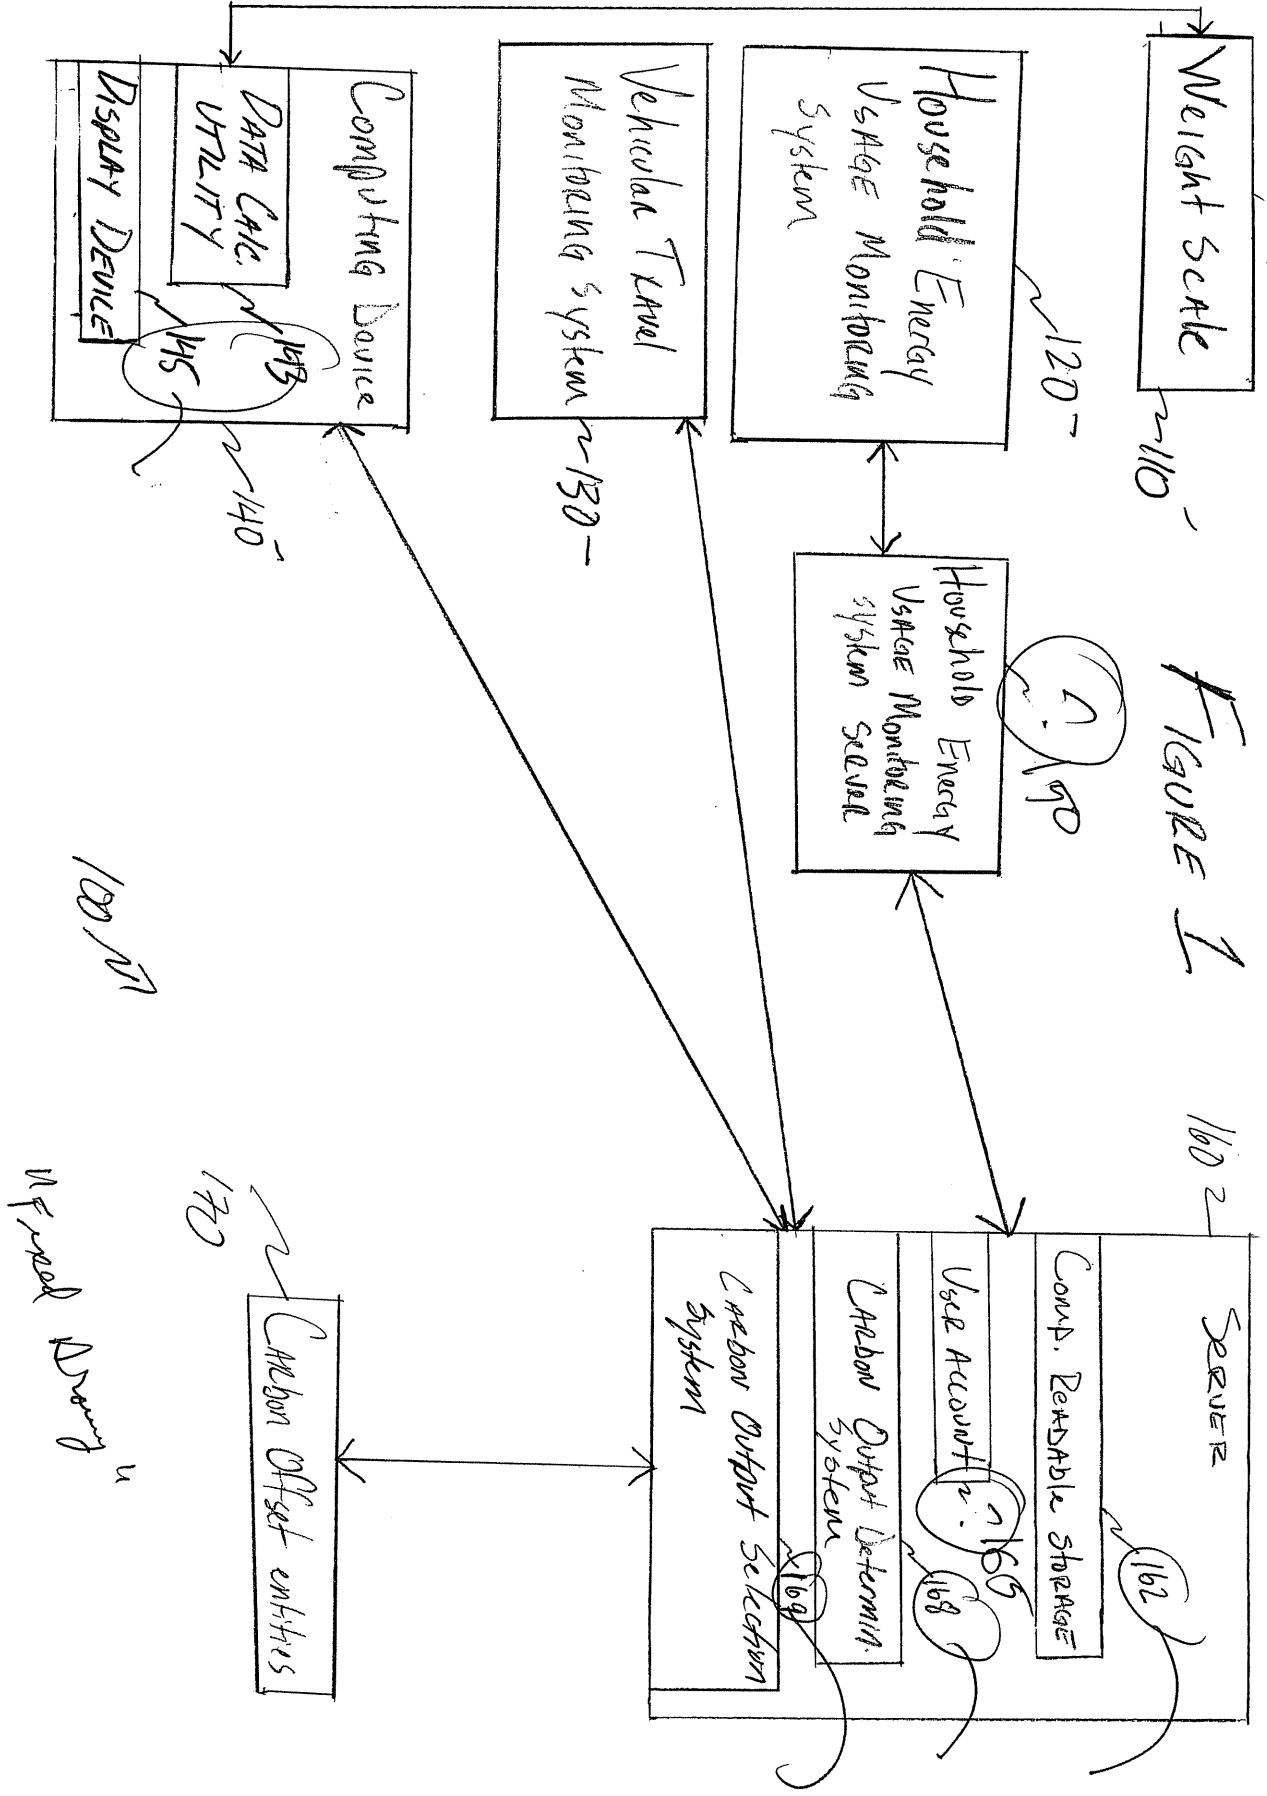 FIGURE 1
WEIGHT SCALE
110
Household Energy
USAGE Monitoring
System
120
Household Energy
USAGE Monitoring
system Server
?
190
Vehicular TRAVEL
Monitoring System
130
Computing Device
DATA CALC.
UTILITY
143
DISPLAY DEVICE
145
140
160
SERVER
Comp. READABLE STORAGE
162
USER ACCOUNT
?
165
CARBON Output Determin.
System
168
CARBON Output Selection
System
169
CARBON Offset entities
170
100
"
"